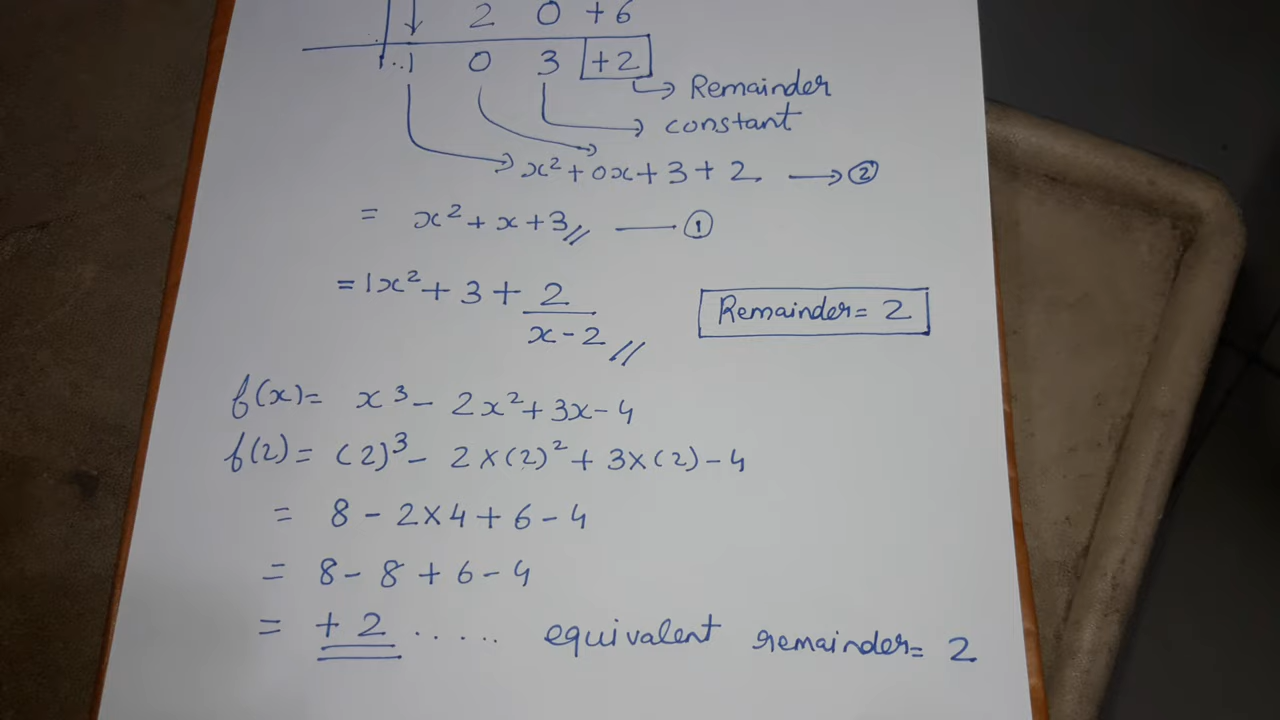 ↓ 2 0 +6
1 0 3 +2
→ Remainder
→ constant
→ x² + 0x + 3 + 2. → ②
= x² + x + 3 // — ①
= 1x² + 3 + 2/(x - 2) //
Remainder = 2
f(x) = x³ - 2x² + 3x - 4
f(2) = (2)³ - 2×(2)² + 3×(2) - 4
= 8 - 2×4 + 6 - 4
= 8 - 8 + 6 - 4
= + 2 ..... equivalent remainder = 2